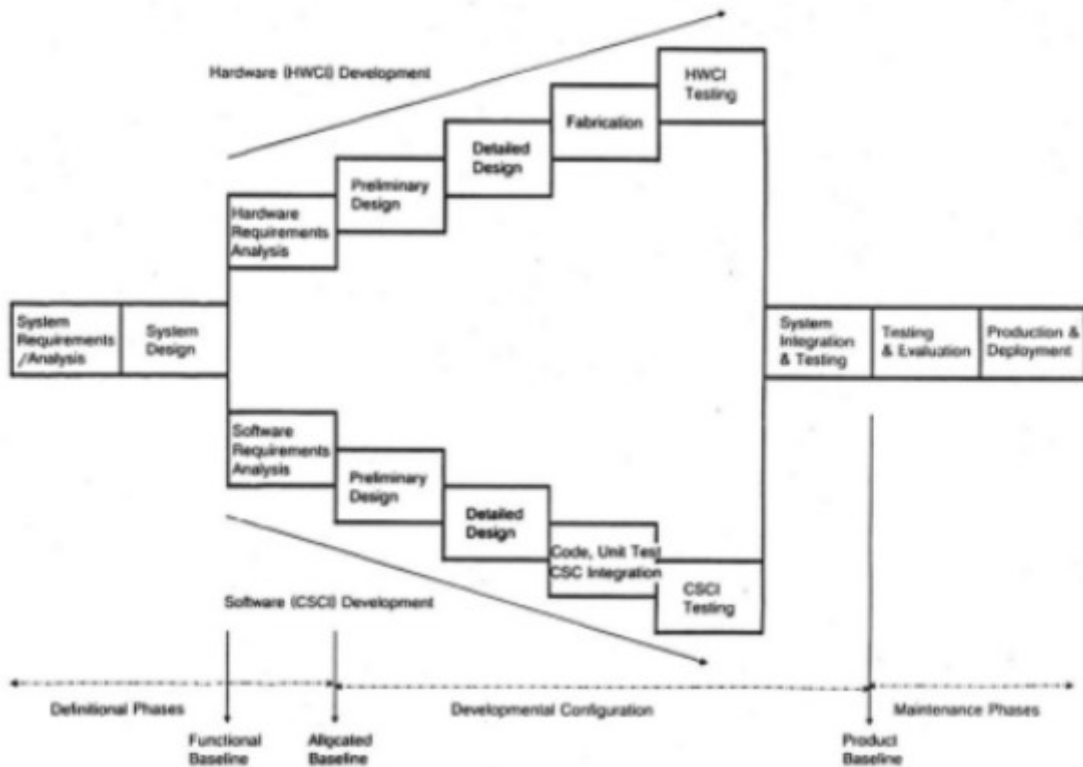 Hardware (HWCI) Development
HWCI
Testing
Fabrication
Detailed
Design
Preliminary
Design
Hardware
Requirements
Analysis
System
Requirements
/Analysis
System
Design
System
Integration
& Testing
Testing
& Evaluation
Production &
Deployment
Software
Requirements
Analysis
Preliminary
Design
Detailed
Design
Code, Unit Test
CSC Integration
CSCI
Testing
Software (CSCI) Development
Definitional Phases
Developmental Configuration
Maintenance Phases
Functional
Baseline
Allocated
Baseline
Product
Baseline